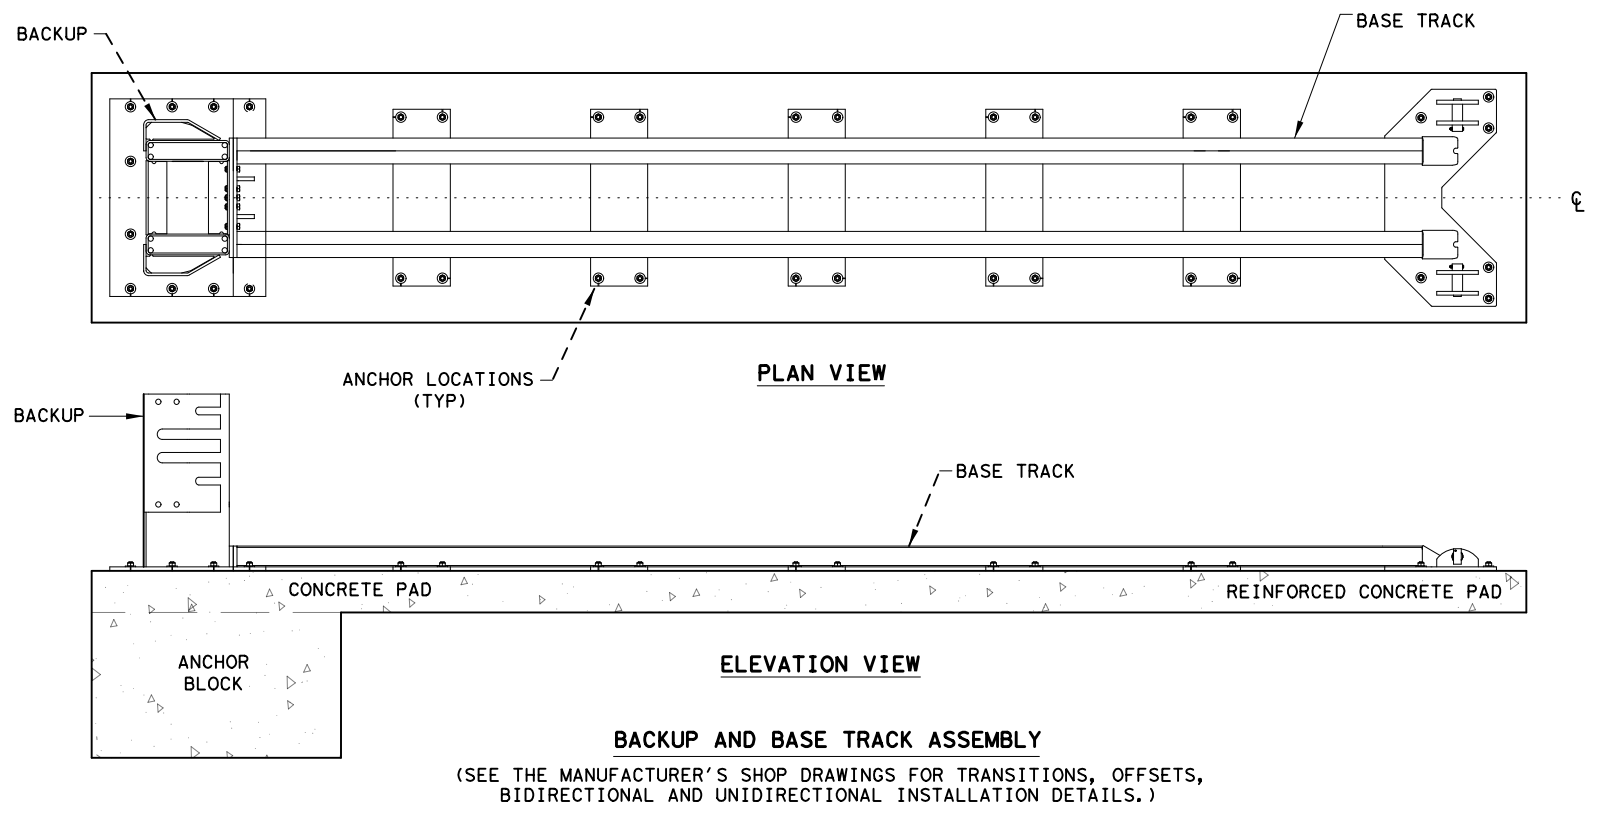 BASE TRACK
BACKUP
℄
ANCHOR LOCATIONS
(TYP)
PLAN VIEW
BACKUP
BASE TRACK
CONCRETE PAD
REINFORCED CONCRETE PAD
ANCHOR
BLOCK
ELEVATION VIEW
BACKUP AND BASE TRACK ASSEMBLY
(SEE THE MANUFACTURER'S SHOP DRAWINGS FOR TRANSITIONS, OFFSETS,
BIDIRECTIONAL AND UNIDIRECTIONAL INSTALLATION DETAILS.)